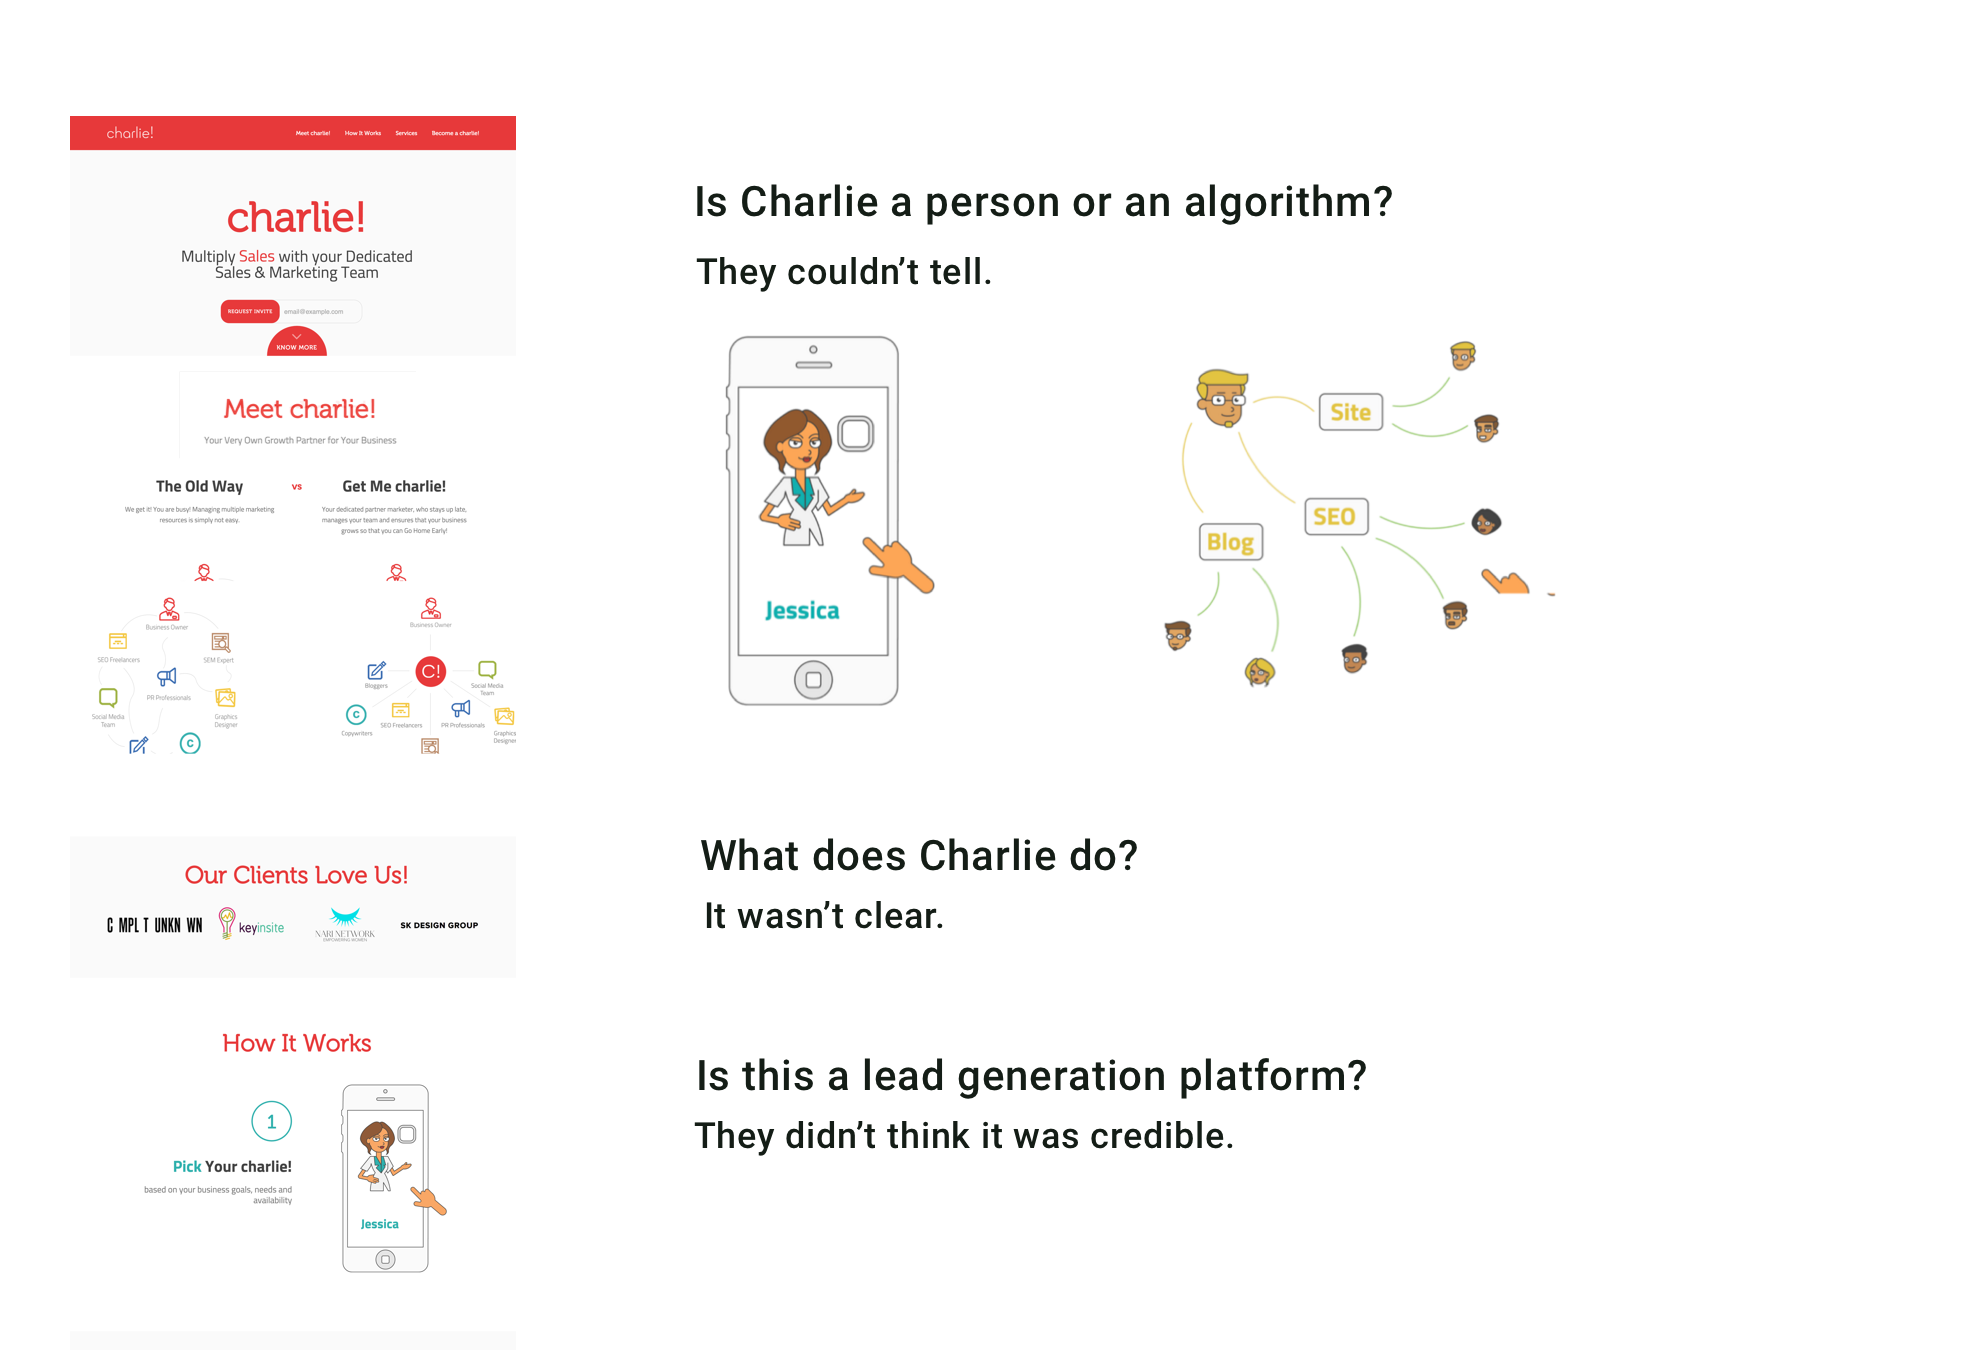 charlie!
Meet charlie! How It Works Services Become a charlie!
charlie!
Multiply Sales with your Dedicated
Sales & Marketing Team
REQUEST INVITE email@example.com
KNOW MORE
Meet charlie!
Your Very Own Growth Partner for Your Business
The Old Way vs Get Me charlie!
We get it! You are busy! Managing multiple marketing
resources is simply not easy.
Your dedicated partner marketer, who stays up late,
manages your team and ensures that your business
grows so that you can Go Home Early!
Business Owner
SEO Freelancers
SEM Expert
PR Professionals
Social Media
Team
Graphics
Designer
C
Business Owner
C!
Bloggers
Social Media
Team
C
Copywriters
SEO Freelancers
PR Professionals
Graphics
Designer
Our Clients Love Us!
C MPL T UNKN WN
keyinsite
NARI NETWORK
EMPOWERING WOMEN
SK DESIGN GROUP
How It Works
1
Pick Your charlie!
based on your business goals, needs and
availability
Jessica
Is Charlie a person or an algorithm?
They couldn't tell.
Jessica
Site
SEO
Blog
What does Charlie do?
It wasn't clear.
Is this a lead generation platform?
They didn't think it was credible.